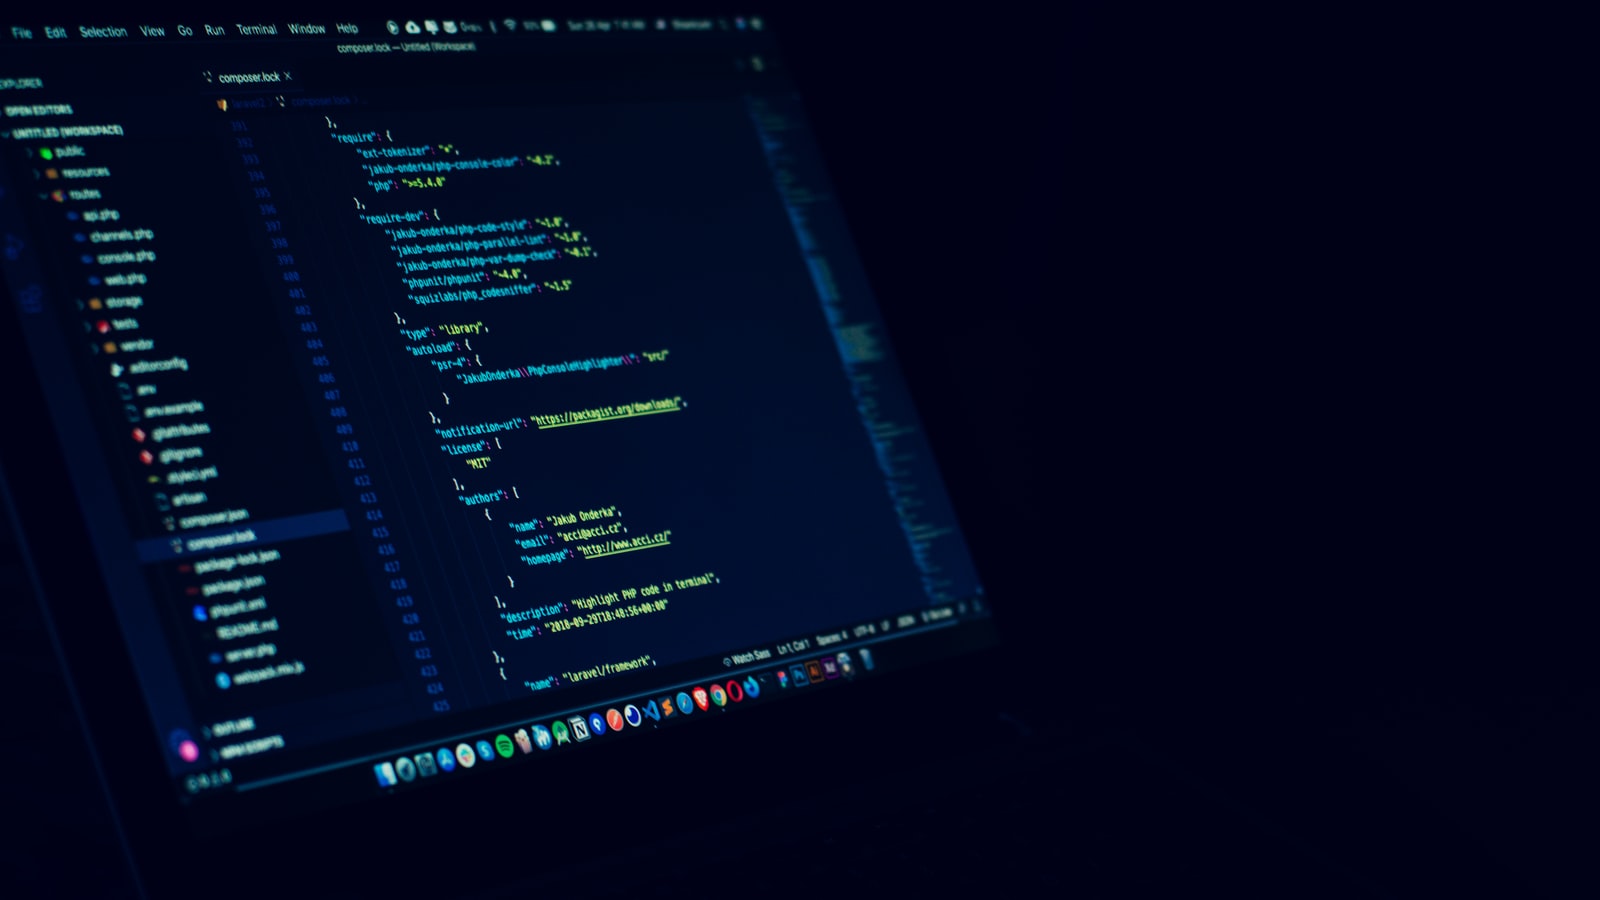 File Edit Selection View Go Run Terminal Window Help
composer.lock — Untitled (Workspace)
EXPLORER
OPEN EDITORS
UNTITLED (WORKSPACE)
public
resources
routes
api.php
channels.php
console.php
web.php
storage
tests
vendor
.editorconfig
.env
.env.example
.gitattributes
.gitignore
.styleci.yml
artisan
composer.json
composer.lock
package-lock.json
package.json
phpunit.xml
README.md
server.php
webpack.mix.js
OUTLINE
NPM SCRIPTS
composer.lock
composer.lock
391 },
392 "require": {
393 "ext-tokenizer": "*",
394 "jakub-onderka/php-console-color": "~0.2",
395 "php": ">=5.4.0"
396 },
397 "require-dev": {
398 "jakub-onderka/php-code-style": "~1.0",
399 "jakub-onderka/php-parallel-lint": "~1.0",
400 "jakub-onderka/php-var-dump-check": "~0.1",
401 "phpunit/phpunit": "~4.0",
402 "squizlabs/php_codesniffer": "~1.5"
403 },
404 "type": "library",
405 "autoload": {
406 "psr-4": {
407 "JakubOnderka\\PhpConsoleHighlighter\\": "src/"
408 }
409 },
410 "notification-url": "https://packagist.org/downloads/",
411 "license": [
412 "MIT"
413 ],
414 "authors": [
415 {
416 "name": "Jakub Onderka",
417 "email": "acci@acci.cz",
418 "homepage": "http://www.acci.cz/"
419 }
420 ],
421 "description": "Highlight PHP code in terminal",
422 "time": "2018-09-29T18:48:56+00:00"
423 },
424 {
425 "name": "laravel/framework",
Watch Sass Ln 1, Col 1 Spaces: 4 UTF-8 LF JSON